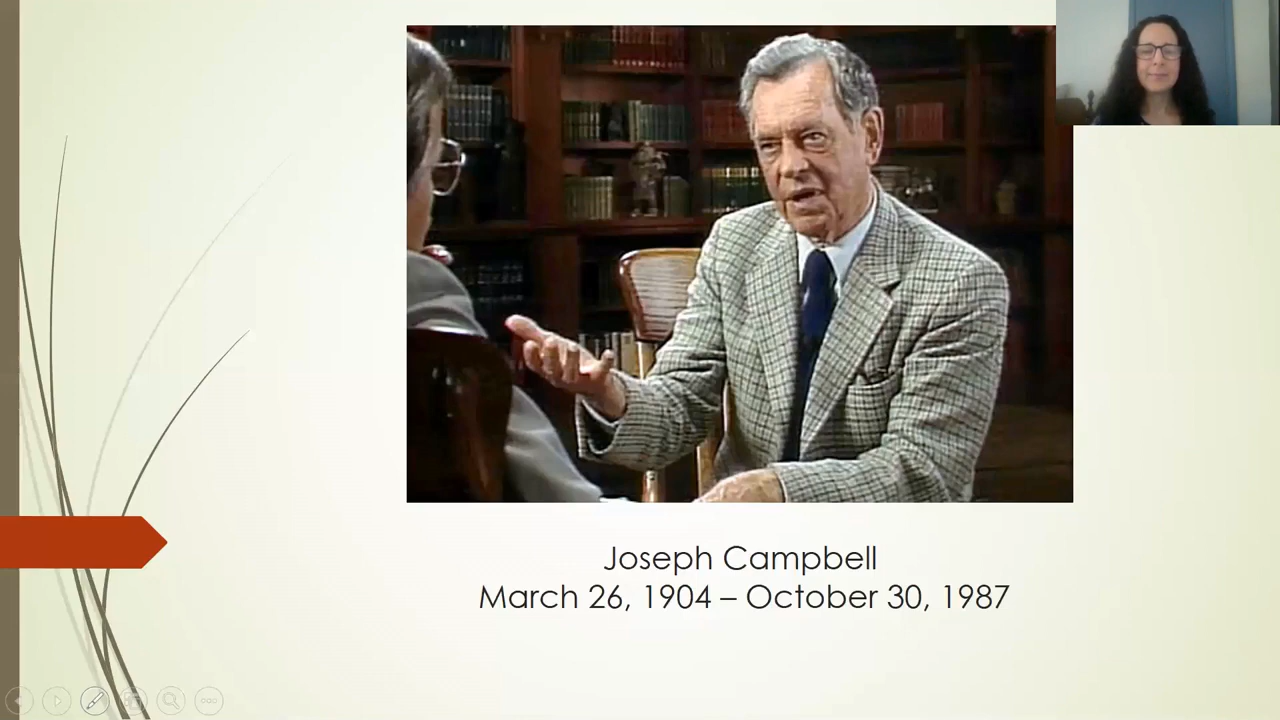 Joseph Campbell
March 26, 1904 – October 30, 1987